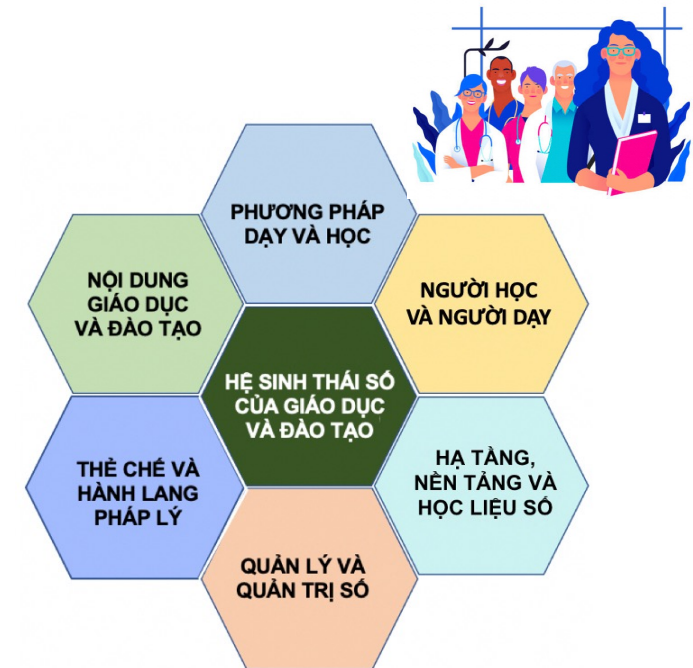 PHƯƠNG PHÁP
DẠY VÀ HỌC
NỘI DUNG
GIÁO DỤC
VÀ ĐÀO TẠO
NGƯỜI HỌC
VÀ NGƯỜI DẠY
HỆ SINH THÁI SỐ
CỦA GIÁO DỤC
VÀ ĐÀO TẠO
THẺ CHẾ VÀ
HÀNH LANG
PHÁP LÝ
HẠ TẦNG,
NỀN TẢNG VÀ
HỌC LIỆU SỐ
QUẢN LÝ VÀ
QUẢN TRỊ SỐ